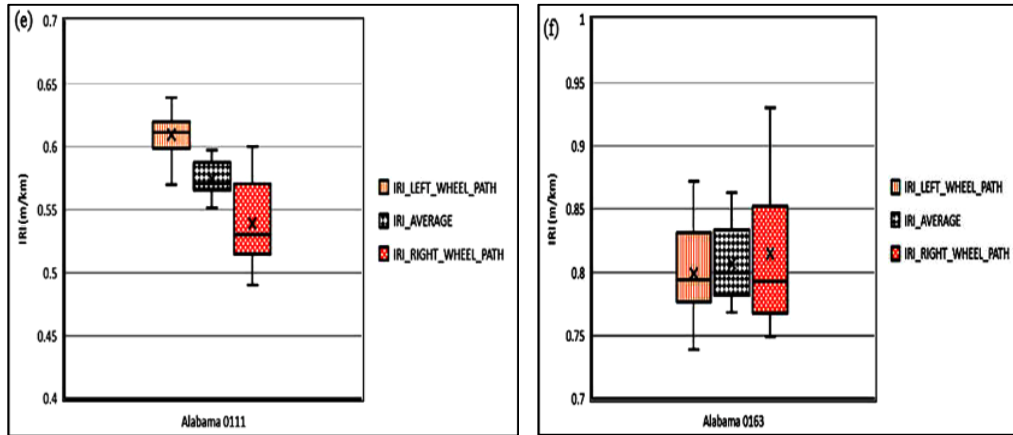 (e)
0.7
0.65
0.6
0.55
0.5
0.45
0.4
IRI (m/km)
Alabama 0111
IRI_LEFT_WHEEL_PATH
IRI_AVERAGE
IRI_RIGHT_WHEEL_PATH
(f)
1
0.95
0.9
0.85
0.8
0.75
0.7
IRI (m/km)
Alabama 0163
IRI_LEFT_WHEEL_PATH
IRI_AVERAGE
IRI_RIGHT_WHEEL_PATH